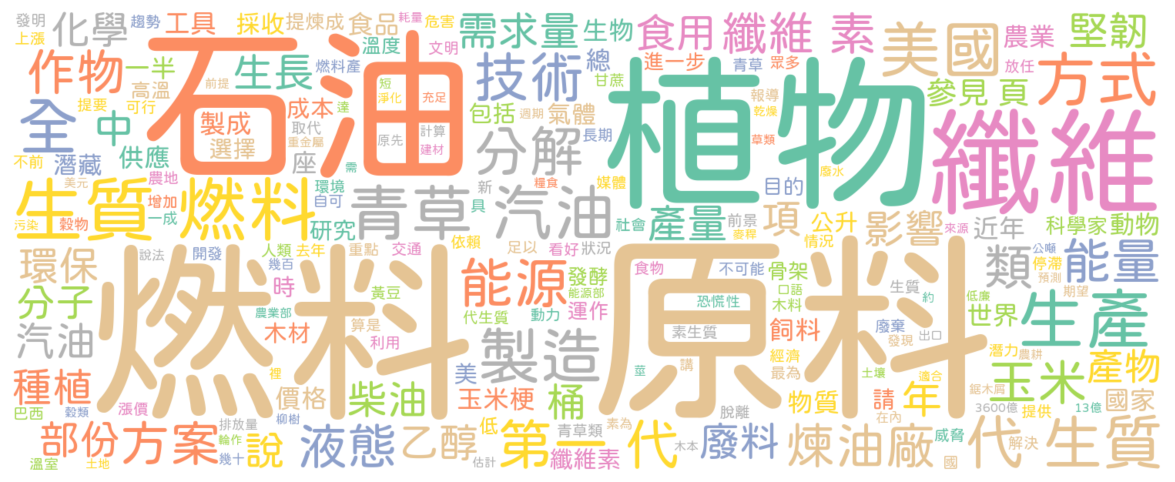 發明 趨勢 工具 採收 提煉成 食品 耗量 危害 需求量 生物 食用 纖維 素 美國 農業 堅韌
上漲 化學 石油 溫度 文明 總 進一步 青草 眾多 放任
作物 一半 生長 燃料產 短 技術 甘蔗 植物 參見 頁 方式
高溫 前提 淨化 充足 包括 週期 氣體 報導 乾燥
提要 可行 成本 達 纖維
全 中 製成 取代 原先 計算 分解 長期 草類
選擇 重金屬 建材
不前 潛藏 供應 座 需 廢水
美元 農地 環境 糧食 媒體 目的
生質 燃料 自可 青草 新 汽油 產量 前景 項 公升 影響 來源 近年 科學家 動物
增加 具 社會 蕎稈
污染 穀物 一成 研究 情況
說法 開發 人類 去年 重點 交通 依賴 足以 看好 狀況 公噸
環保 幾百 燃料 能源 發酵 食物 原料 不可能 骨架 類 停滯 能量
口語 預測
分子 時 黃豆 能源部 恐慌性 木料 生質 豹 低廉 期望
農業部 代生質 動力 運作 世界 生產
汽油 木材 算是 製造 素生質 飼料 廢棄 出口
利用 發現 潛力 農耕
裡 美 講 經濟 玉米 產物
種植 價格 柴油 玉米梗 桶 莖 最為 土壤 適合
鋸木屑
巴西 穀類 漲價 柳樹 物質 請 年 國家
排放量 低 青草類 素為 脫離 在內 3600億 提供 13億
部份 方案 說 輪作 液態 乙醇 第一 代 廢料 煉油廠 威脅 代 解決 生質
幾十 木本
溫室 土地 估計 纖維素 國